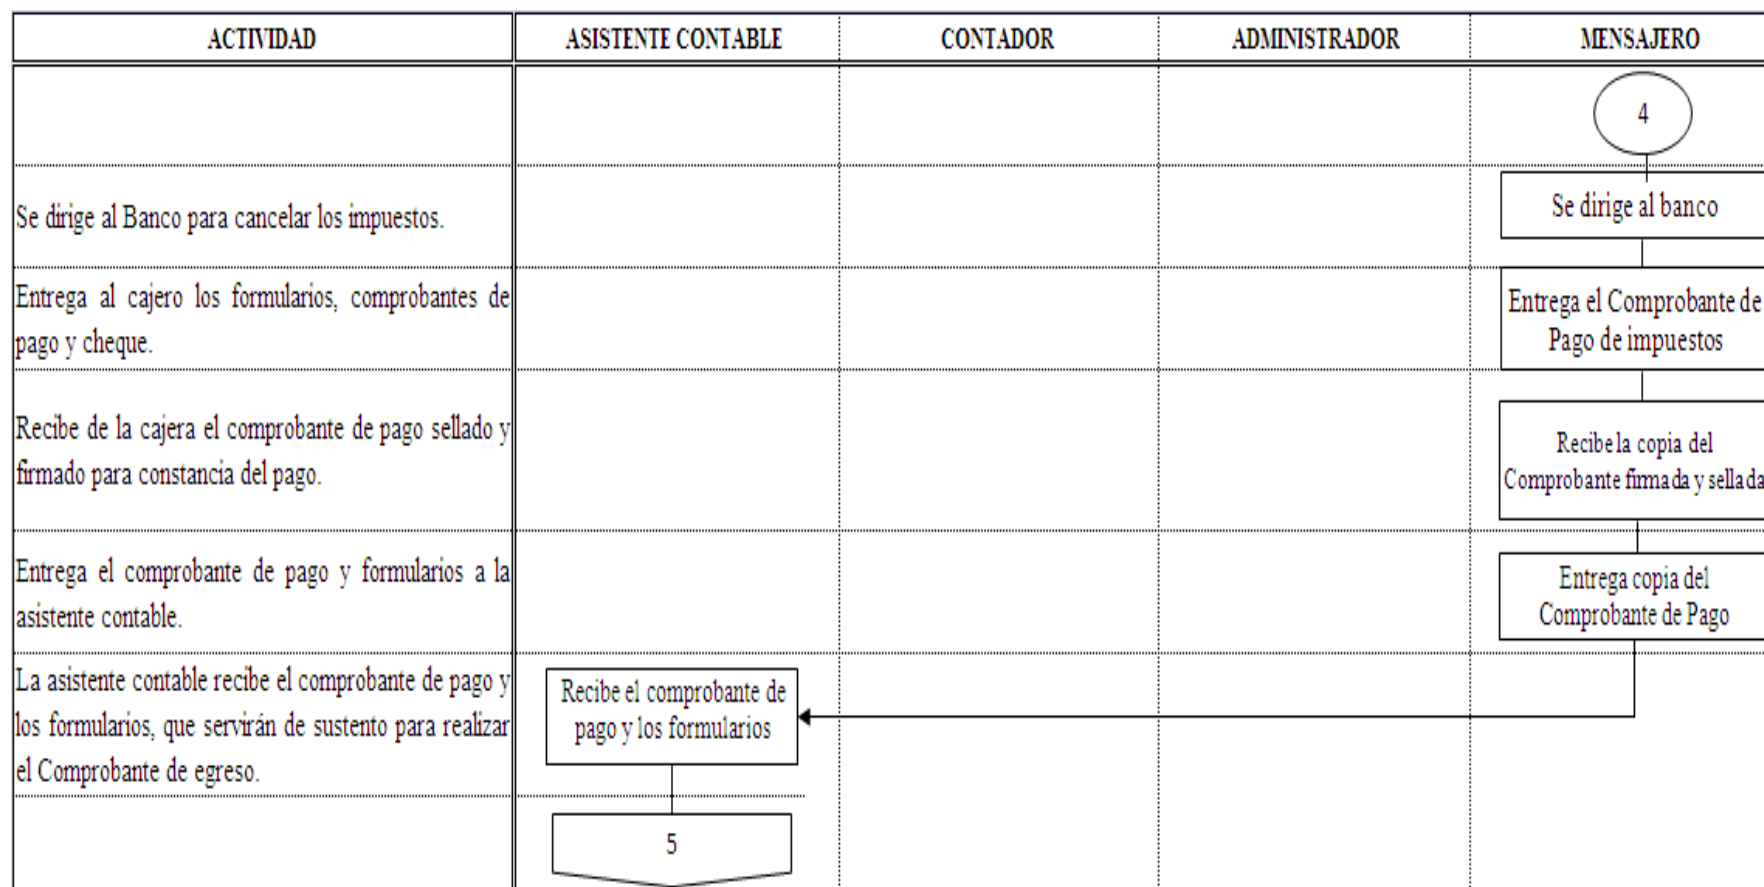 ACTIVIDAD
ASISTENTE CONTABLE
CONTADOR
ADMINISTRADOR
MENSAJERO
4
Se dirige al Banco para cancelar los impuestos.
Se dirige al banco
Entrega al cajero los formularios, comprobantes de
pago y cheque.
Entrega el Comprobante de
Pago de impuestos
Recibe de la cajera el comprobante de pago sellado y
firmado para constancia del pago.
Recibe la copia del
Comprobante firmada y sellada
Entrega el comprobante de pago y formularios a la
asistente contable.
Entrega copia del
Comprobante de Pago
La asistente contable recibe el comprobante de pago y
los formularios, que servirán de sustento para realizar
el Comprobante de egreso.
Recibe el comprobante de
pago y los formularios
5